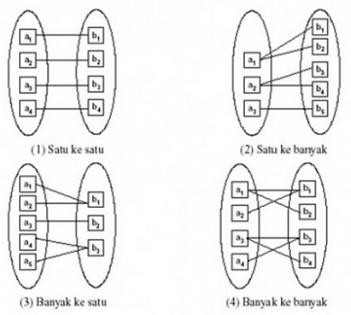 a₁ b₁
a₂ b₂
a₃ b₃
a₄ b₄
(1) Satu ke satu
b₁
b₂
a₁
b₃
a₂
b₄
a₃ b₅
(2) Satu ke banyak
a₁
a₂ b₁
a₃ b₂
a₄
b₃
a₅
(3) Banyak ke satu
a₁ b₁
a₂ b₂
a₃ b₃
a₄ b₄
(4) Banyak ke banyak